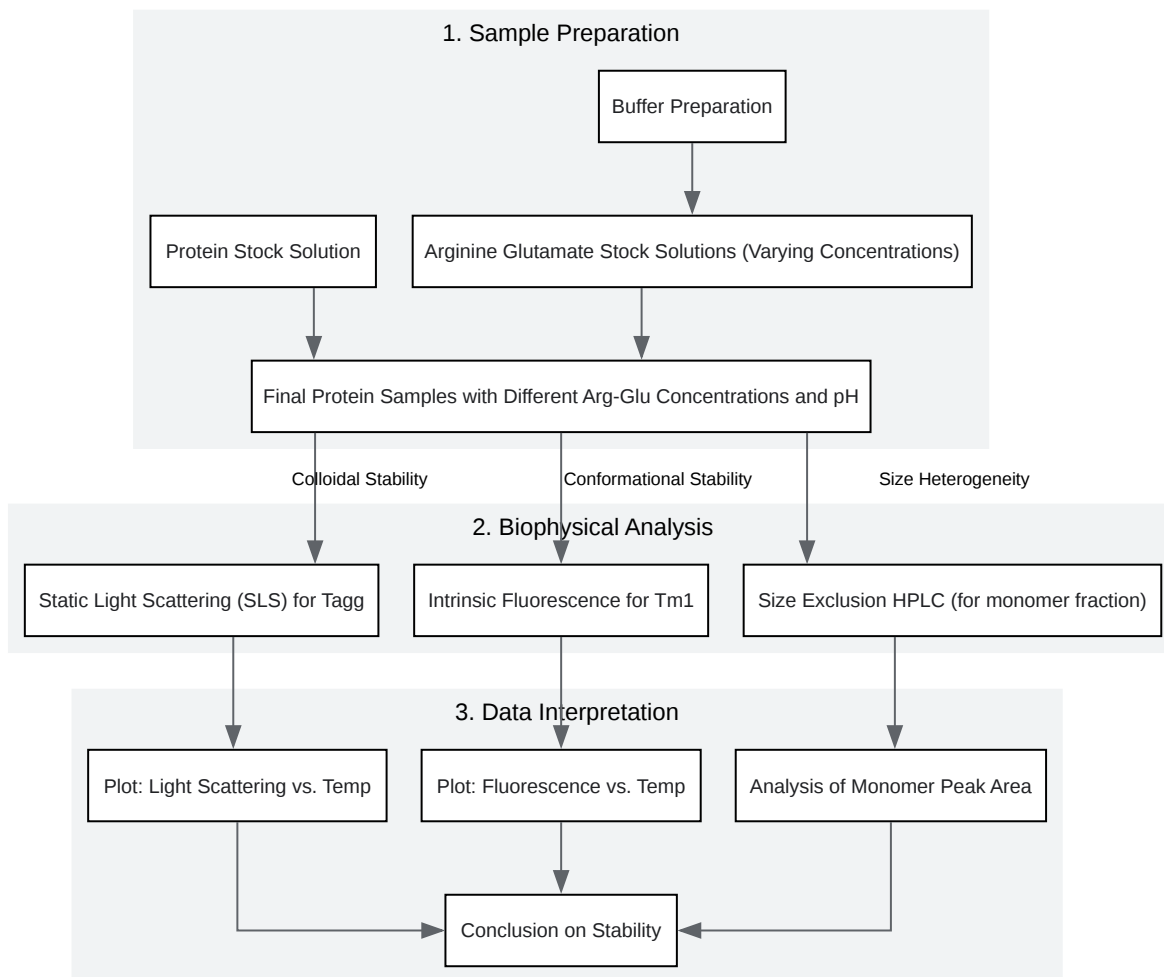 1. Sample Preparation
Buffer Preparation
Protein Stock Solution
Arginine Glutamate Stock Solutions (Varying Concentrations)
Final Protein Samples with Different Arg-Glu Concentrations and pH
Colloidal Stability
Conformational Stability
Size Heterogeneity
2. Biophysical Analysis
Static Light Scattering (SLS) for Tagg
Intrinsic Fluorescence for Tm1
Size Exclusion HPLC (for monomer fraction)
3. Data Interpretation
Plot: Light Scattering vs. Temp
Plot: Fluorescence vs. Temp
Analysis of Monomer Peak Area
Conclusion on Stability